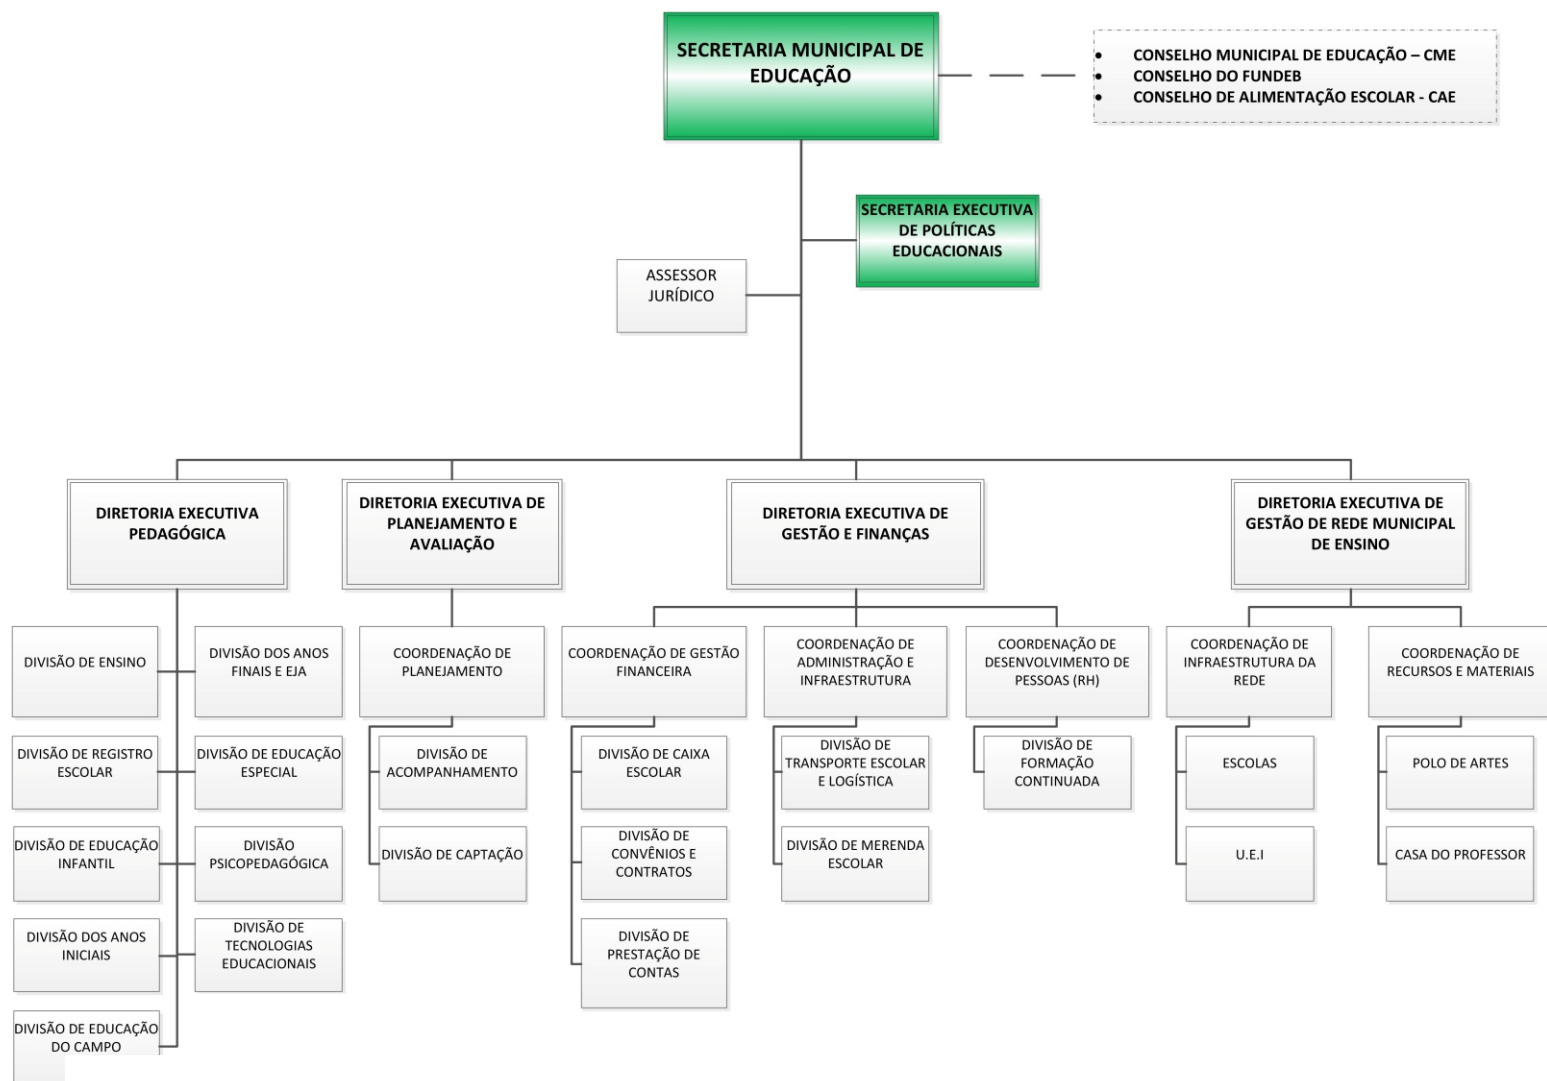 SECRETARIA MUNICIPAL DE
EDUCAÇÃO
• CONSELHO MUNICIPAL DE EDUCAÇÃO – CME
• CONSELHO DO FUNDEB
• CONSELHO DE ALIMENTAÇÃO ESCOLAR - CAE
SECRETARIA EXECUTIVA
DE POLÍTICAS
EDUCACIONAIS
ASSESSOR
JURÍDICO
DIRETORIA EXECUTIVA
PEDAGÓGICA
DIRETORIA EXECUTIVA DE
PLANEJAMENTO E
AVALIAÇÃO
DIRETORIA EXECUTIVA DE
GESTÃO E FINANÇAS
DIRETORIA EXECUTIVA DE
GESTÃO DE REDE MUNICIPAL
DE ENSINO
DIVISÃO DE ENSINO
DIVISÃO DOS ANOS
FINAIS E EJA
COORDENAÇÃO DE
PLANEJAMENTO
COORDENAÇÃO DE GESTÃO
FINANCEIRA
COORDENAÇÃO DE
ADMINISTRAÇÃO E
INFRAESTRUTURA
COORDENAÇÃO DE
DESENVOLVIMENTO DE
PESSOAS (RH)
COORDENAÇÃO DE
INFRAESTRUTURA DA
REDE
COORDENAÇÃO DE
RECURSOS E MATERIAIS
DIVISÃO DE REGISTRO
ESCOLAR
DIVISÃO DE EDUCAÇÃO
ESPECIAL
DIVISÃO DE
ACOMPANHAMENTO
DIVISÃO DE CAIXA
ESCOLAR
DIVISÃO DE
TRANSPORTE ESCOLAR
E LOGÍSTICA
DIVISÃO DE
FORMAÇÃO
CONTINUADA
ESCOLAS
POLO DE ARTES
DIVISÃO DE EDUCAÇÃO
INFANTIL
DIVISÃO
PSICOPEDAGÓGICA
DIVISÃO DE CAPTAÇÃO
DIVISÃO DE
CONVÊNIOS E
CONTRATOS
DIVISÃO DE MERENDA
ESCOLAR
U.E.I
CASA DO PROFESSOR
DIVISÃO DOS ANOS
INICIAIS
DIVISÃO DE
TECNOLOGIAS
EDUCACIONAIS
DIVISÃO DE
PRESTAÇÃO DE
CONTAS
DIVISÃO DE EDUCAÇÃO
DO CAMPO